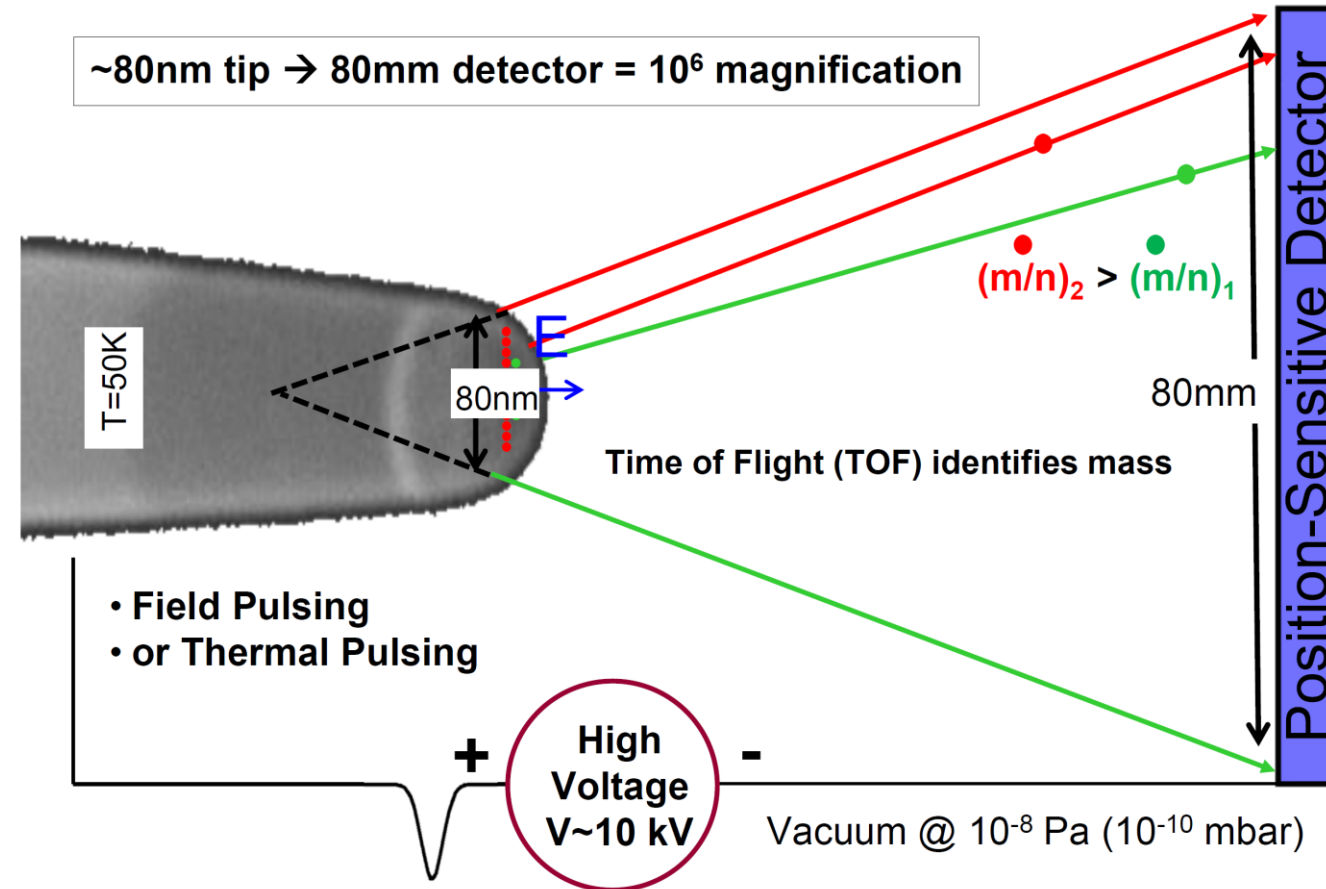 ~80nm tip → 80mm detector = 10⁶ magnification
T=50K
E
80nm
(m/n)₂ > (m/n)₁
80mm
Position-Sensitive Detector
Time of Flight (TOF) identifies mass
• Field Pulsing
• or Thermal Pulsing
+
-
High
Voltage
V~10 kV
Vacuum @ 10⁻⁸ Pa (10⁻¹⁰ mbar)